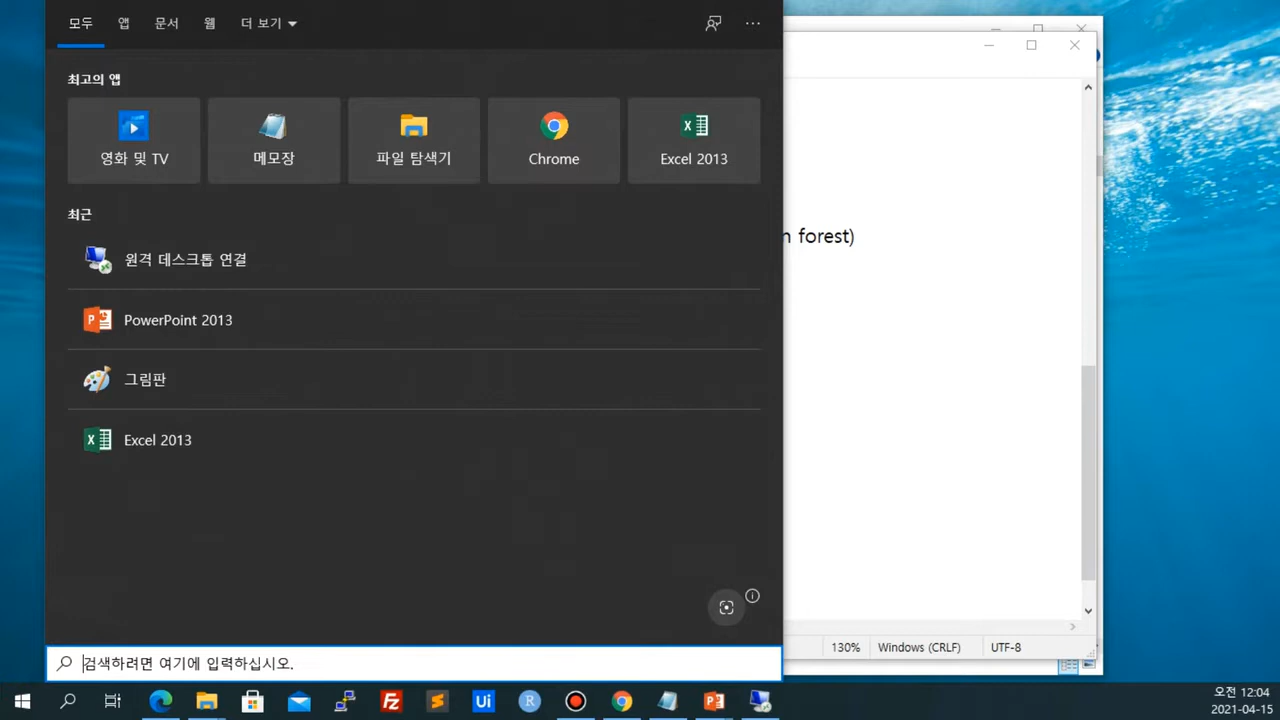 모두 앱 문서 웹 더 보기
최고의 앱
영화 및 TV
메모장
파일 탐색기
Chrome
Excel 2013
최근
원격 데스크톱 연결
PowerPoint 2013
그림판
Excel 2013
forest)
130% Windows (CRLF) UTF-8
검색하려면 여기에 입력하십시오.
Fz S Ui R P
오전 12:04
2021-04-15